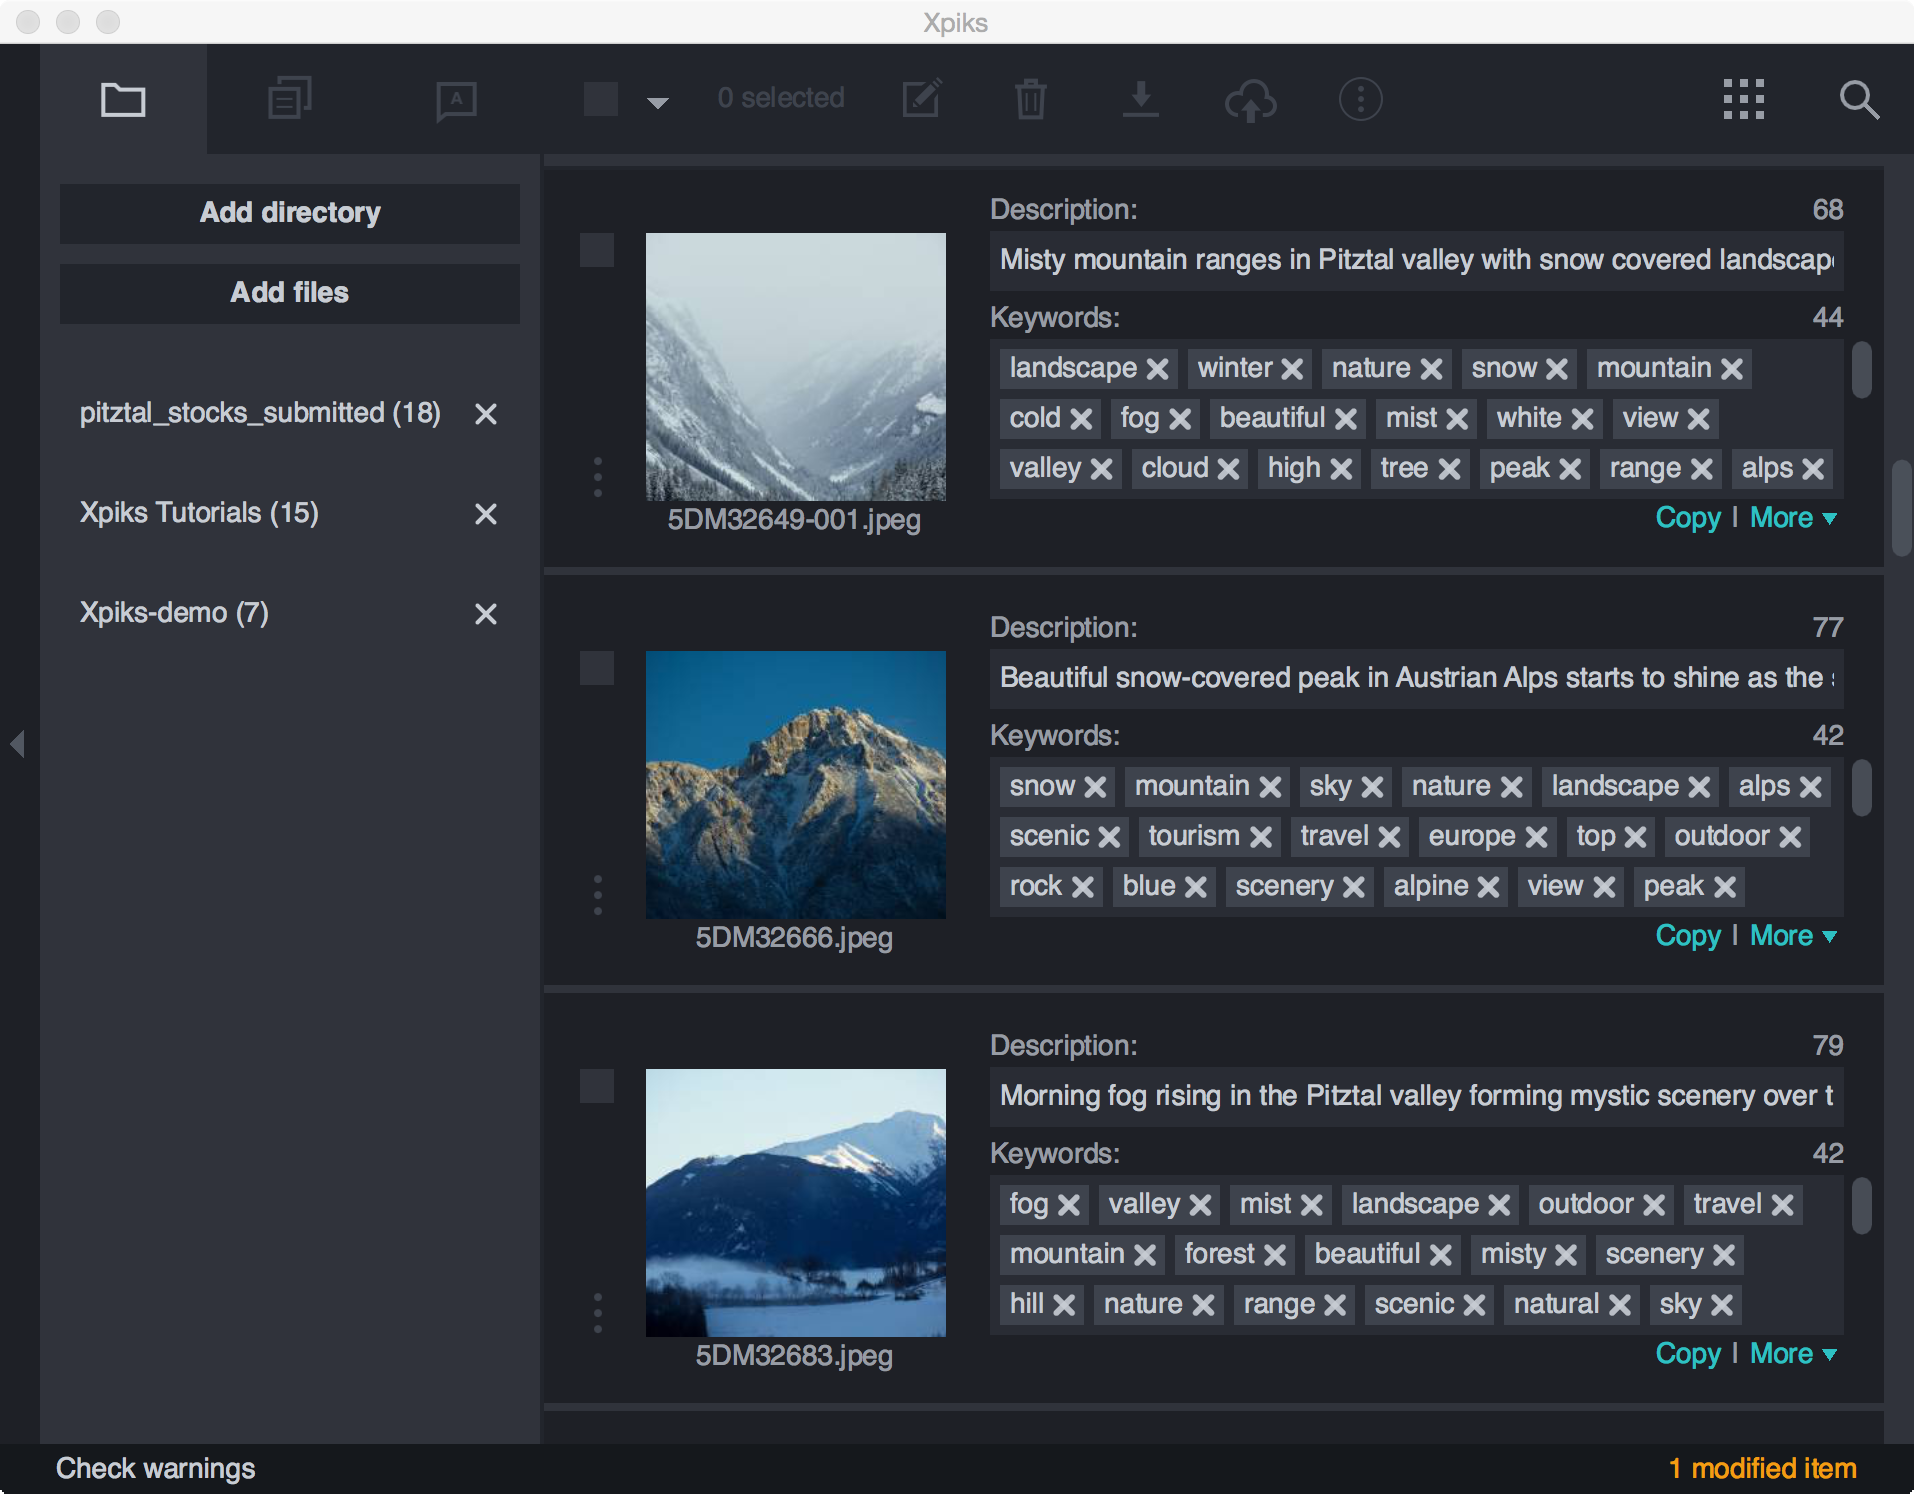 Xpiks
A
0 selected
Add directory
Add files
pitztal_stocks_submitted (18)
Xpiks Tutorials (15)
Xpiks-demo (7)
Description: 68
Misty mountain ranges in Pitztal valley with snow covered landscap
Keywords: 44
landscape winter nature snow mountain
cold fog beautiful mist white view
valley cloud high tree peak range alps
5DM32649-001.jpeg
Copy | More
Description: 77
Beautiful snow-covered peak in Austrian Alps starts to shine as the
Keywords: 42
snow mountain sky nature landscape alps
scenic tourism travel europe top outdoor
rock blue scenery alpine view peak
5DM32666.jpeg
Copy | More
Description: 79
Morning fog rising in the Pitztal valley forming mystic scenery over t
Keywords: 42
fog valley mist landscape outdoor travel
mountain forest beautiful misty scenery
hill nature range scenic natural sky
5DM32683.jpeg
Copy | More
Check warnings
1 modified item